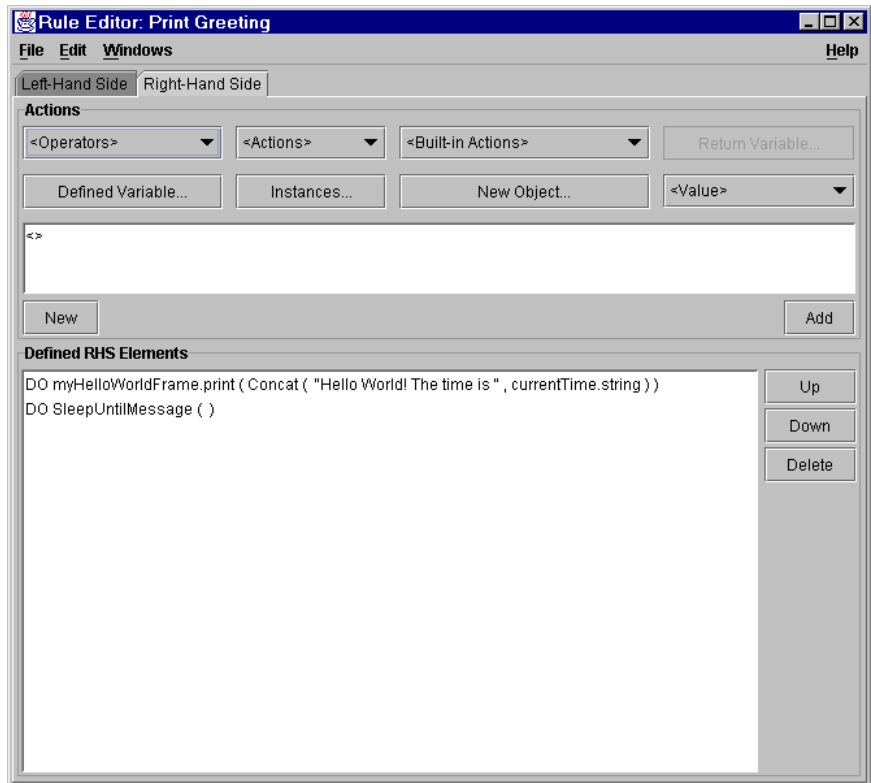 Rule Editor: Print Greeting
File Edit Windows Help
Left-Hand Side Right-Hand Side
Actions
<Operators> <Actions> <Built-in Actions> Return Variable...
Defined Variable... Instances... New Object... <Value>
<>
New Add
Defined RHS Elements
DO myHelloWorldFrame.print ( Concat ( "Hello World! The time is " , currentTime.string ) )
DO SleepUntilMessage ( )
Up
Down
Delete